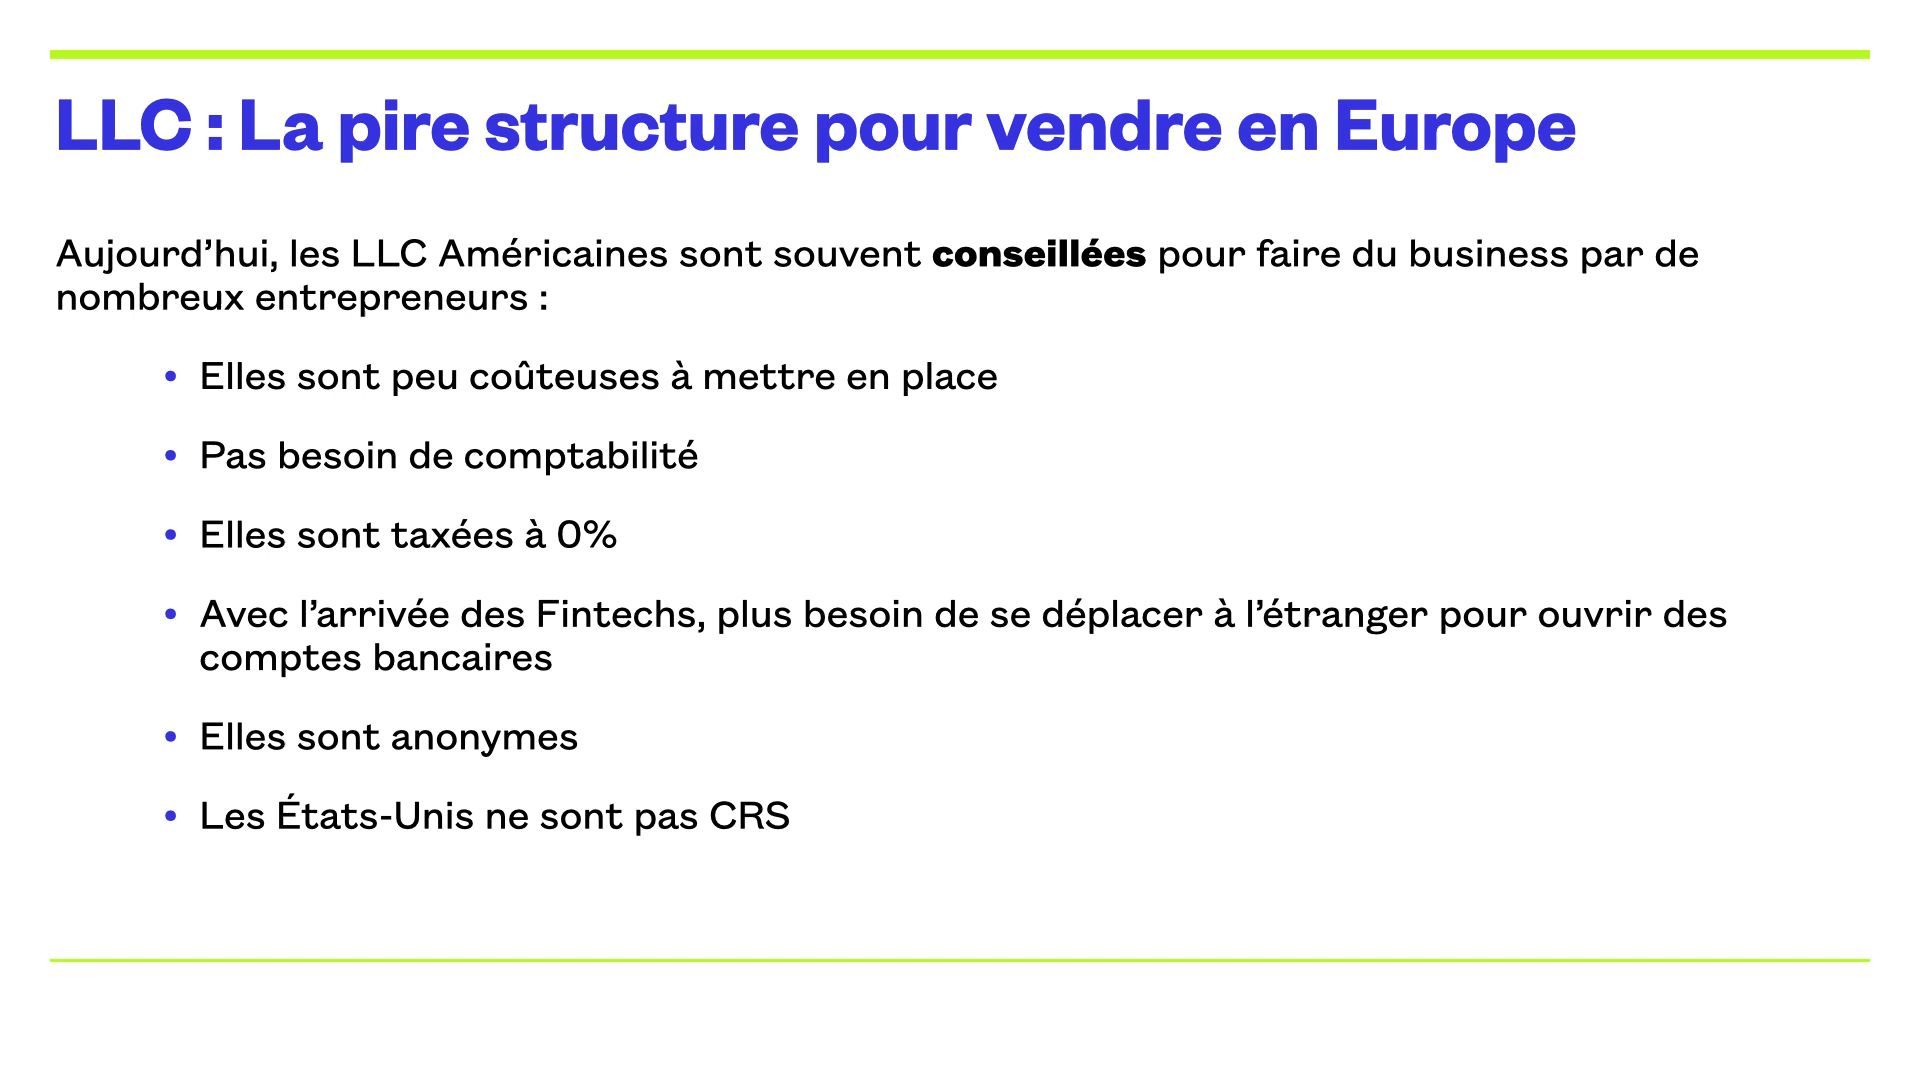 LLC : La pire structure pour vendre en Europe
Aujourd’hui, les LLC Américaines sont souvent conseillées pour faire du business par de
nombreux entrepreneurs :
• Elles sont peu coûteuses à mettre en place
• Pas besoin de comptabilité
• Elles sont taxées à 0%
• Avec l’arrivée des Fintechs, plus besoin de se déplacer à l’étranger pour ouvrir des
comptes bancaires
• Elles sont anonymes
• Les États-Unis ne sont pas CRS